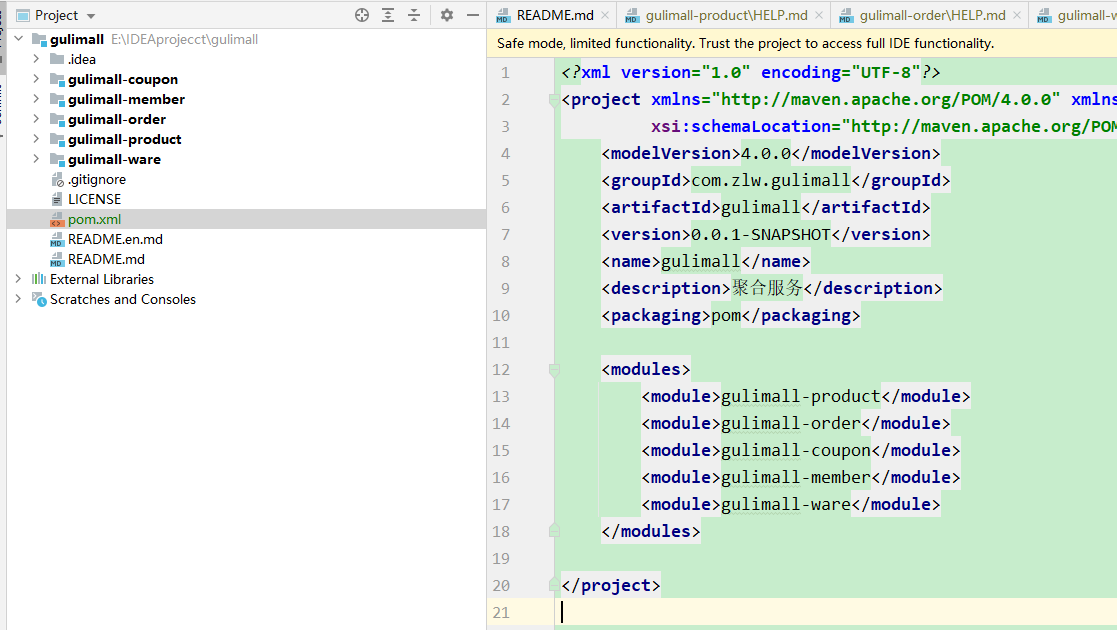 Project
gulimall E:\IDEAprojecct\gulimall
.idea
gulimall-coupon
gulimall-member
gulimall-order
gulimall-product
gulimall-ware
.gitignore
LICENSE
pom.xml
README.en.md
README.md
External Libraries
Scratches and Consoles
README.md
gulimall-product\HELP.md
gulimall-order\HELP.md
gulimall-w
Safe mode, limited functionality. Trust the project to access full IDE functionality.
1 <?xml version="1.0" encoding="UTF-8"?>
2 <project xmlns="http://maven.apache.org/POM/4.0.0" xmlns
3 xsi:schemaLocation="http://maven.apache.org/POM
4 <modelVersion>4.0.0</modelVersion>
5 <groupId>com.zlw.gulimall</groupId>
6 <artifactId>gulimall</artifactId>
7 <version>0.0.1-SNAPSHOT</version>
8 <name>gulimall</name>
9 <description>聚合服务</description>
10 <packaging>pom</packaging>
11
12 <modules>
13 <module>gulimall-product</module>
14 <module>gulimall-order</module>
15 <module>gulimall-coupon</module>
16 <module>gulimall-member</module>
17 <module>gulimall-ware</module>
18 </modules>
19
20 </project>
21